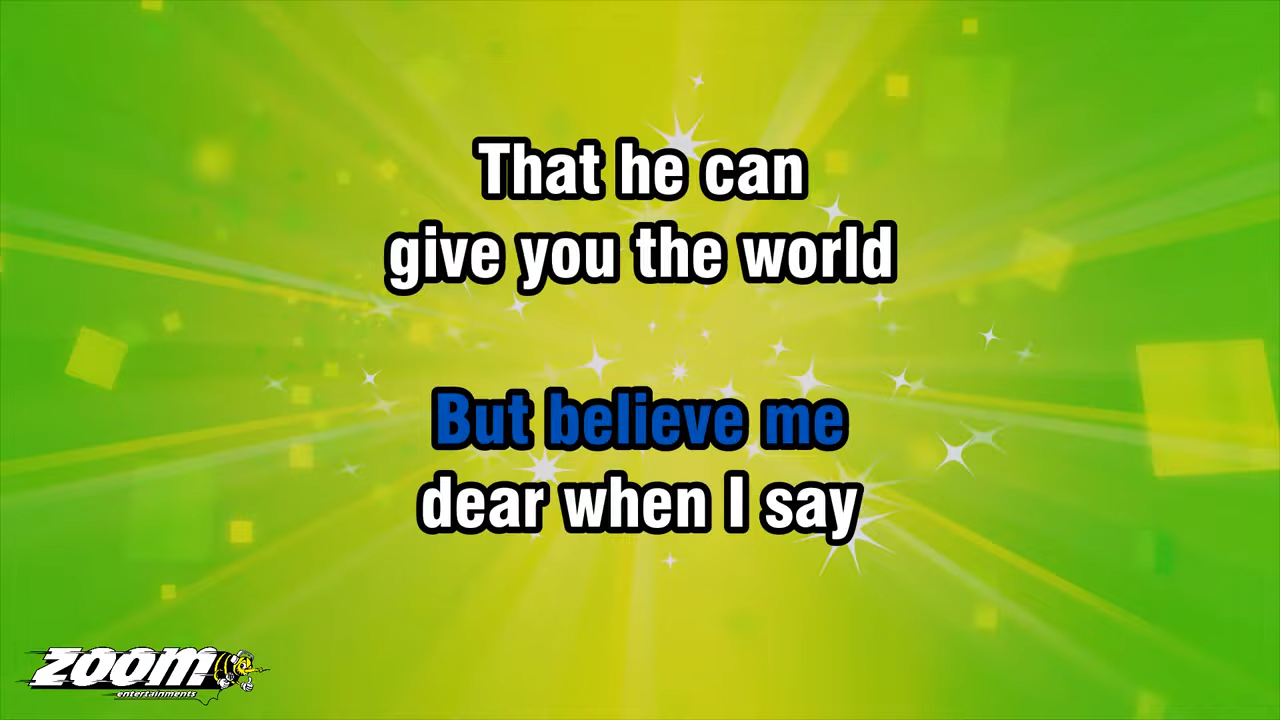 That he can
give you the world
But believe me
dear when I say
ZOOM
entertainments